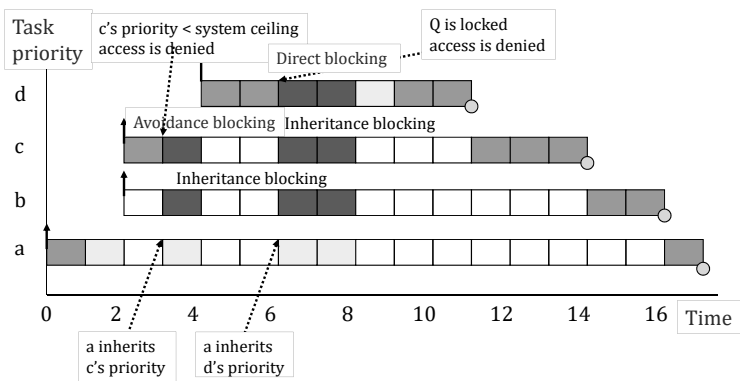 Task
priority
c's priority < system ceiling
access is denied
Q is locked
access is denied
Direct blocking
d
Avoidance blocking
Inheritance blocking
c
Inheritance blocking
b
a
0 2 4 6 8 10 12 14 16
Time
a inherits
c's priority
a inherits
d's priority